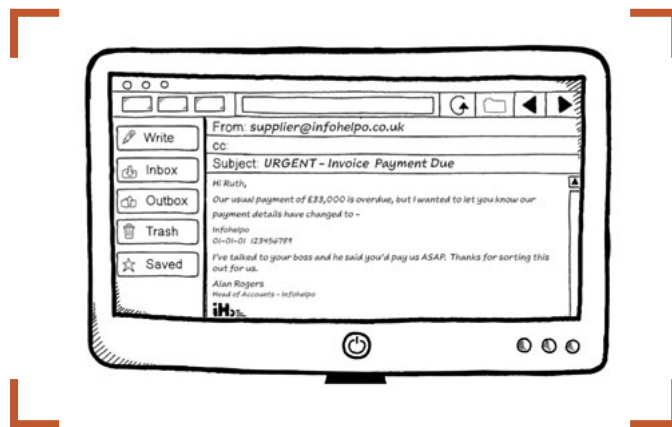 From: supplier@infohelpo.co.uk
Write
cc:
Subject: URGENT - Invoice Payment Due
Inbox
Hi Ruth,
Our usual payment of £33,000 is overdue, but I wanted to let you know our
Outbox
payment details have changed to -
Infohelpo
Trash
01-01-01 123456789
I've talked to your boss and he said you'd pay us ASAP. Thanks for sorting this
Saved
out for us.
Alan Rogers
Head of Accounts - Infohelpo
iH